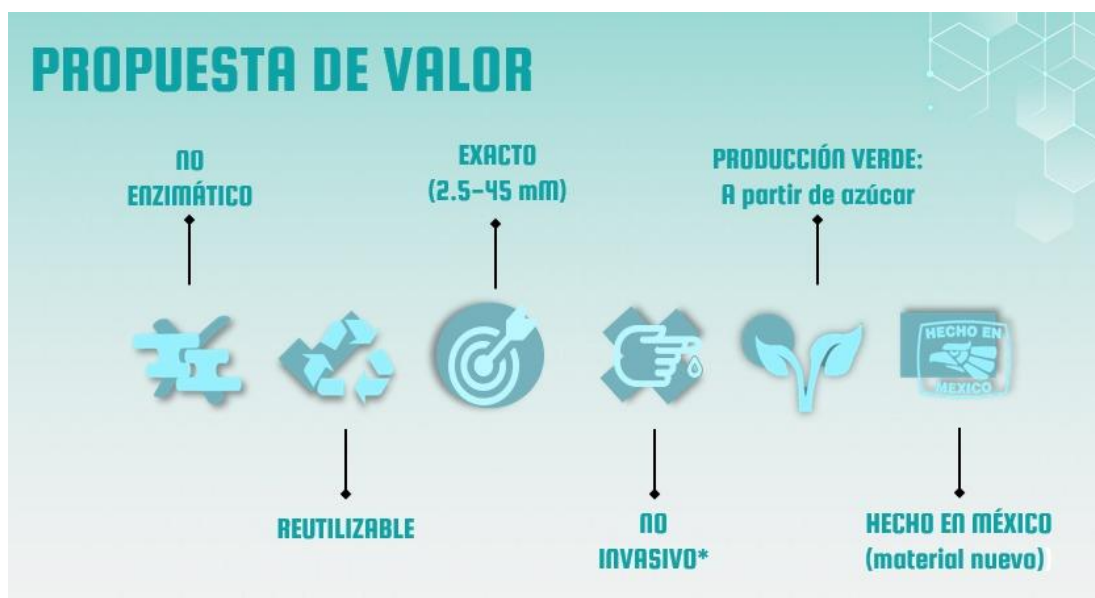 PROPUESTA DE VALOR
NO
ENZIMÁTICO
EXACTO
(2.5-45 mM)
PRODUCCIÓN VERDE:
A partir de azúcar
HECHO EN
MEXICO
REUTILIZABLE
NO
INVASIVO*
HECHO EN MÉXICO
(material nuevo)